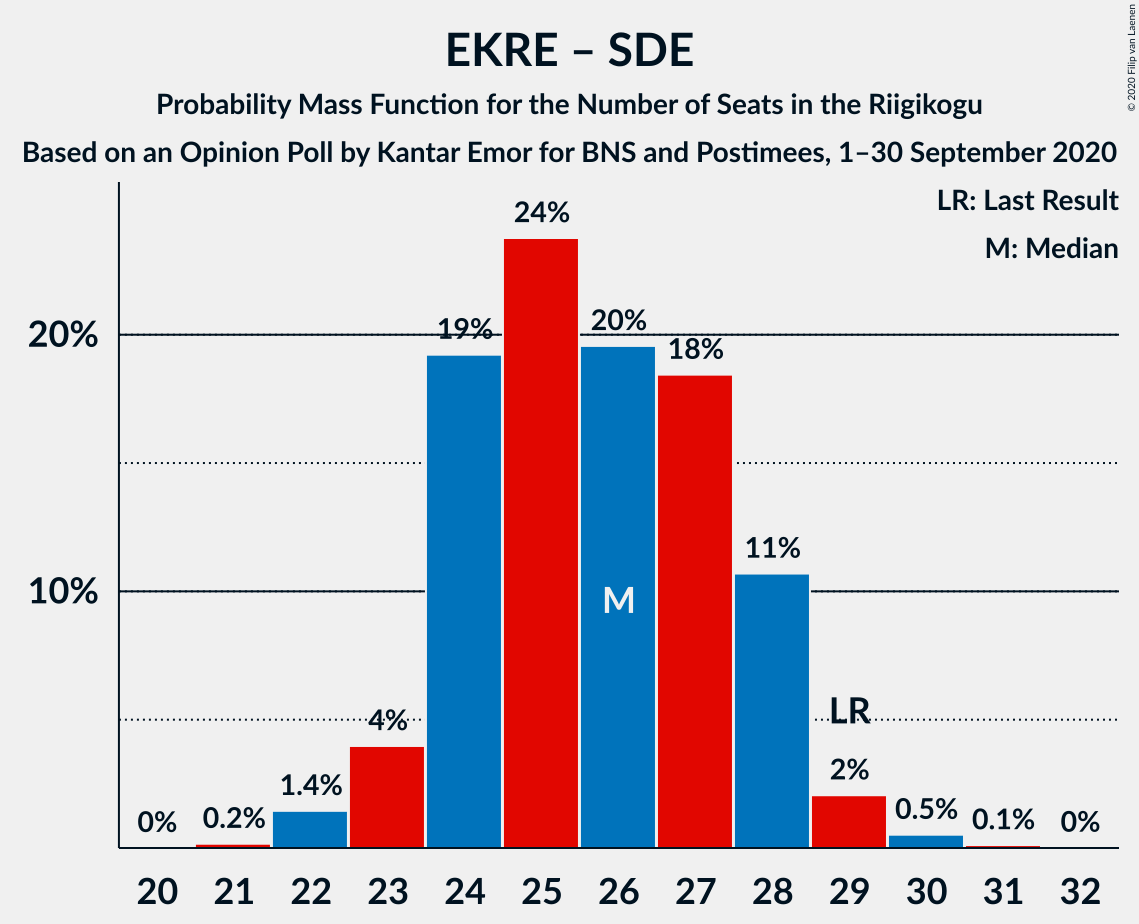 EKRE – SDE
Probability Mass Function for the Number of Seats in the Riigikogu
Based on an Opinion Poll by Kantar Emor for BNS and Postimees, 1–30 September 2020
© 2020 Filip van Laenen
LR: Last Result
M: Median
20%
10%
0%
0.2%
1.4%
4%
19%
24%
20%
18%
11%
2%
0.5%
0.1%
0%
M
LR
20 21 22 23 24 25 26 27 28 29 30 31 32